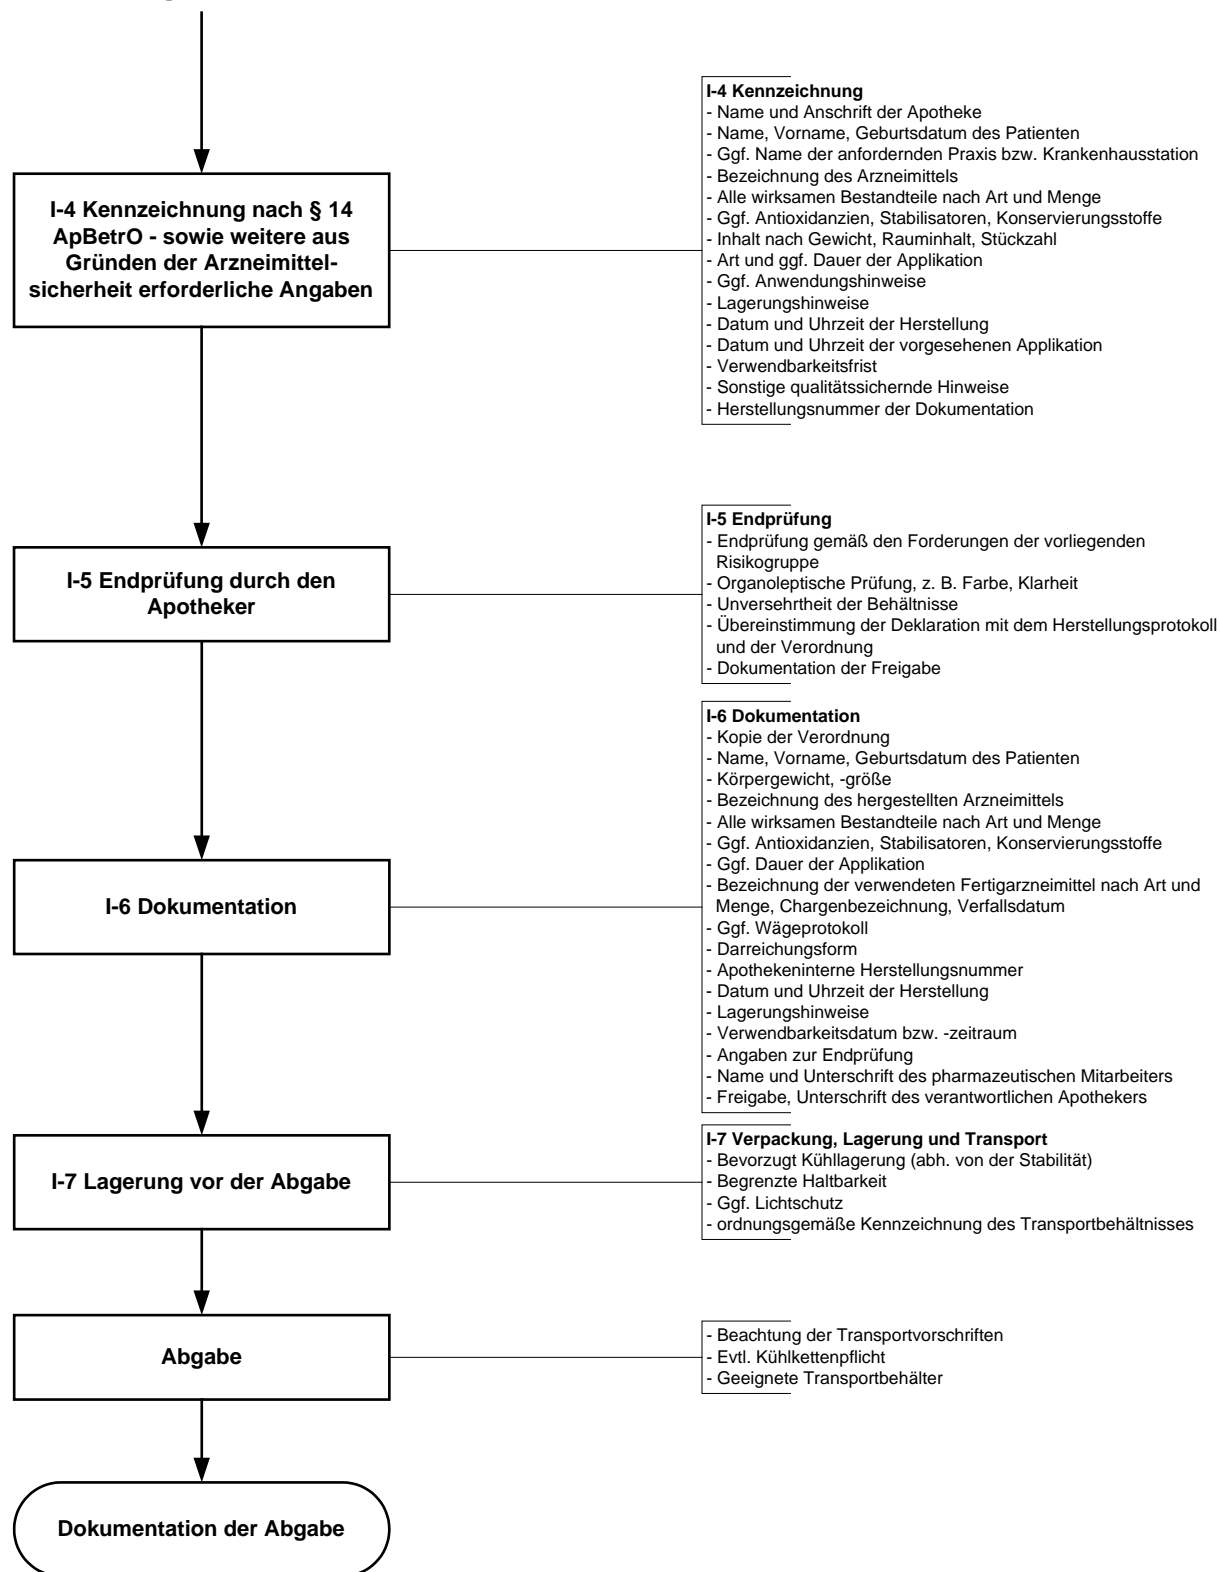 I-4 Kennzeichnung nach § 14
ApBetrO - sowie weitere aus
Gründen der Arzneimittel-
sicherheit erforderliche Angaben
I-4 Kennzeichnung
- Name und Anschrift der Apotheke
- Name, Vorname, Geburtsdatum des Patienten
- Ggf. Name der anfordernden Praxis bzw. Krankenhausstation
- Bezeichnung des Arzneimittels
- Alle wirksamen Bestandteile nach Art und Menge
- Ggf. Antioxidanzien, Stabilisatoren, Konservierungsstoffe
- Inhalt nach Gewicht, Rauminhalt, Stückzahl
- Art und ggf. Dauer der Applikation
- Ggf. Anwendungshinweise
- Lagerungshinweise
- Datum und Uhrzeit der Herstellung
- Datum und Uhrzeit der vorgesehenen Applikation
- Verwendbarkeitsfrist
- Sonstige qualitätssichernde Hinweise
- Herstellungsnummer der Dokumentation
I-5 Endprüfung durch den
Apotheker
I-5 Endprüfung
- Endprüfung gemäß den Forderungen der vorliegenden
Risikogruppe
- Organoleptische Prüfung, z. B. Farbe, Klarheit
- Unversehrtheit der Behältnisse
- Übereinstimmung der Deklaration mit dem Herstellungsprotokoll
und der Verordnung
- Dokumentation der Freigabe
I-6 Dokumentation
I-6 Dokumentation
- Kopie der Verordnung
- Name, Vorname, Geburtsdatum des Patienten
- Körpergewicht, -größe
- Bezeichnung des hergestellten Arzneimittels
- Alle wirksamen Bestandteile nach Art und Menge
- Ggf. Antioxidanzien, Stabilisatoren, Konservierungsstoffe
- Ggf. Dauer der Applikation
- Bezeichnung der verwendeten Fertigarzneimittel nach Art und
Menge, Chargenbezeichnung, Verfallsdatum
- Ggf. Wägeprotokoll
- Darreichungsform
- Apothekeninterne Herstellungsnummer
- Datum und Uhrzeit der Herstellung
- Lagerungshinweise
- Verwendbarkeitsdatum bzw. -zeitraum
- Angaben zur Endprüfung
- Name und Unterschrift des pharmazeutischen Mitarbeiters
- Freigabe, Unterschrift des verantwortlichen Apothekers
I-7 Lagerung vor der Abgabe
I-7 Verpackung, Lagerung und Transport
- Bevorzugt Kühllagerung (abh. von der Stabilität)
- Begrenzte Haltbarkeit
- Ggf. Lichtschutz
- ordnungsgemäße Kennzeichnung des Transportbehältnisses
Abgabe
- Beachtung der Transportvorschriften
- Evtl. Kühlkettenpflicht
- Geeignete Transportbehälter
Dokumentation der Abgabe